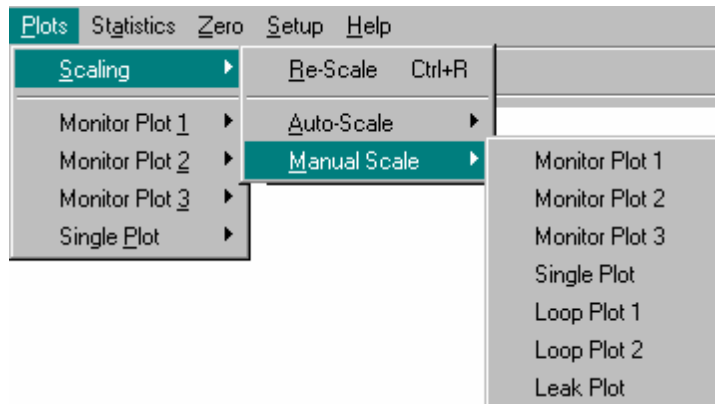 Plots Statistics Zero Setup Help
Scaling
Monitor Plot 1
Monitor Plot 2
Monitor Plot 3
Single Plot
Re-Scale Ctrl+R
Auto-Scale
Manual Scale
Monitor Plot 1
Monitor Plot 2
Monitor Plot 3
Single Plot
Loop Plot 1
Loop Plot 2
Leak Plot